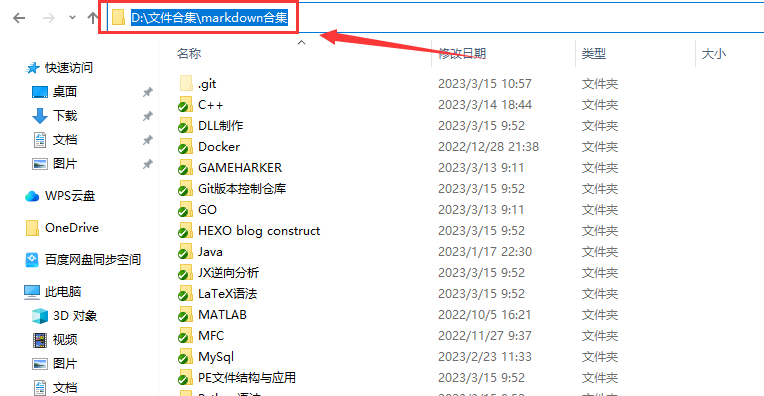 D:\文件合集\markdown合集
名称 修改日期 类型 大小
快速访问
桌面
下载
文档
图片
WPS云盘
OneDrive
百度网盘同步空间
此电脑
3D 对象
视频
图片
文档
.git 2023/3/15 10:57 文件夹
C++ 2023/3/14 18:44 文件夹
DLL制作 2023/3/15 9:52 文件夹
Docker 2022/12/28 21:38 文件夹
GAMEHARKER 2023/3/13 9:11 文件夹
Git版本控制仓库 2023/3/15 9:52 文件夹
GO 2023/3/13 9:11 文件夹
HEXO blog construct 2023/3/15 9:52 文件夹
Java 2023/1/17 22:30 文件夹
JX逆向分析 2023/3/15 9:52 文件夹
LaTeX语法 2023/3/15 9:52 文件夹
MATLAB 2022/10/5 16:21 文件夹
MFC 2022/11/27 9:37 文件夹
MySql 2023/2/23 11:33 文件夹
PE文件结构与应用 2023/3/15 9:52 文件夹